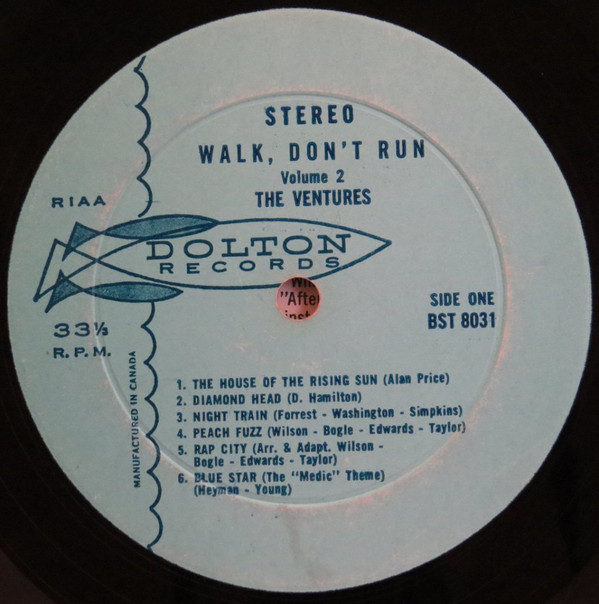 STEREO
WALK, DON'T RUN
Volume 2
THE VENTURES
RIAA
DOLTON
RECORDS
"After
SIDE ONE
BST 8031
33⅓
R.P.M.
MANUFACTURED IN CANADA
1. THE HOUSE OF THE RISING SUN (Alan Price)
2. DIAMOND HEAD (D. Hamilton)
3. NIGHT TRAIN (Forrest - Washington - Simpkins)
4. PEACH FUZZ (Wilson - Bogle - Edwards - Taylor)
5. RAP CITY (Arr. & Adapt. Wilson -
Bogle - Edwards - Taylor)
6. BLUE STAR (The "Medic" Theme)
(Heyman - Young)